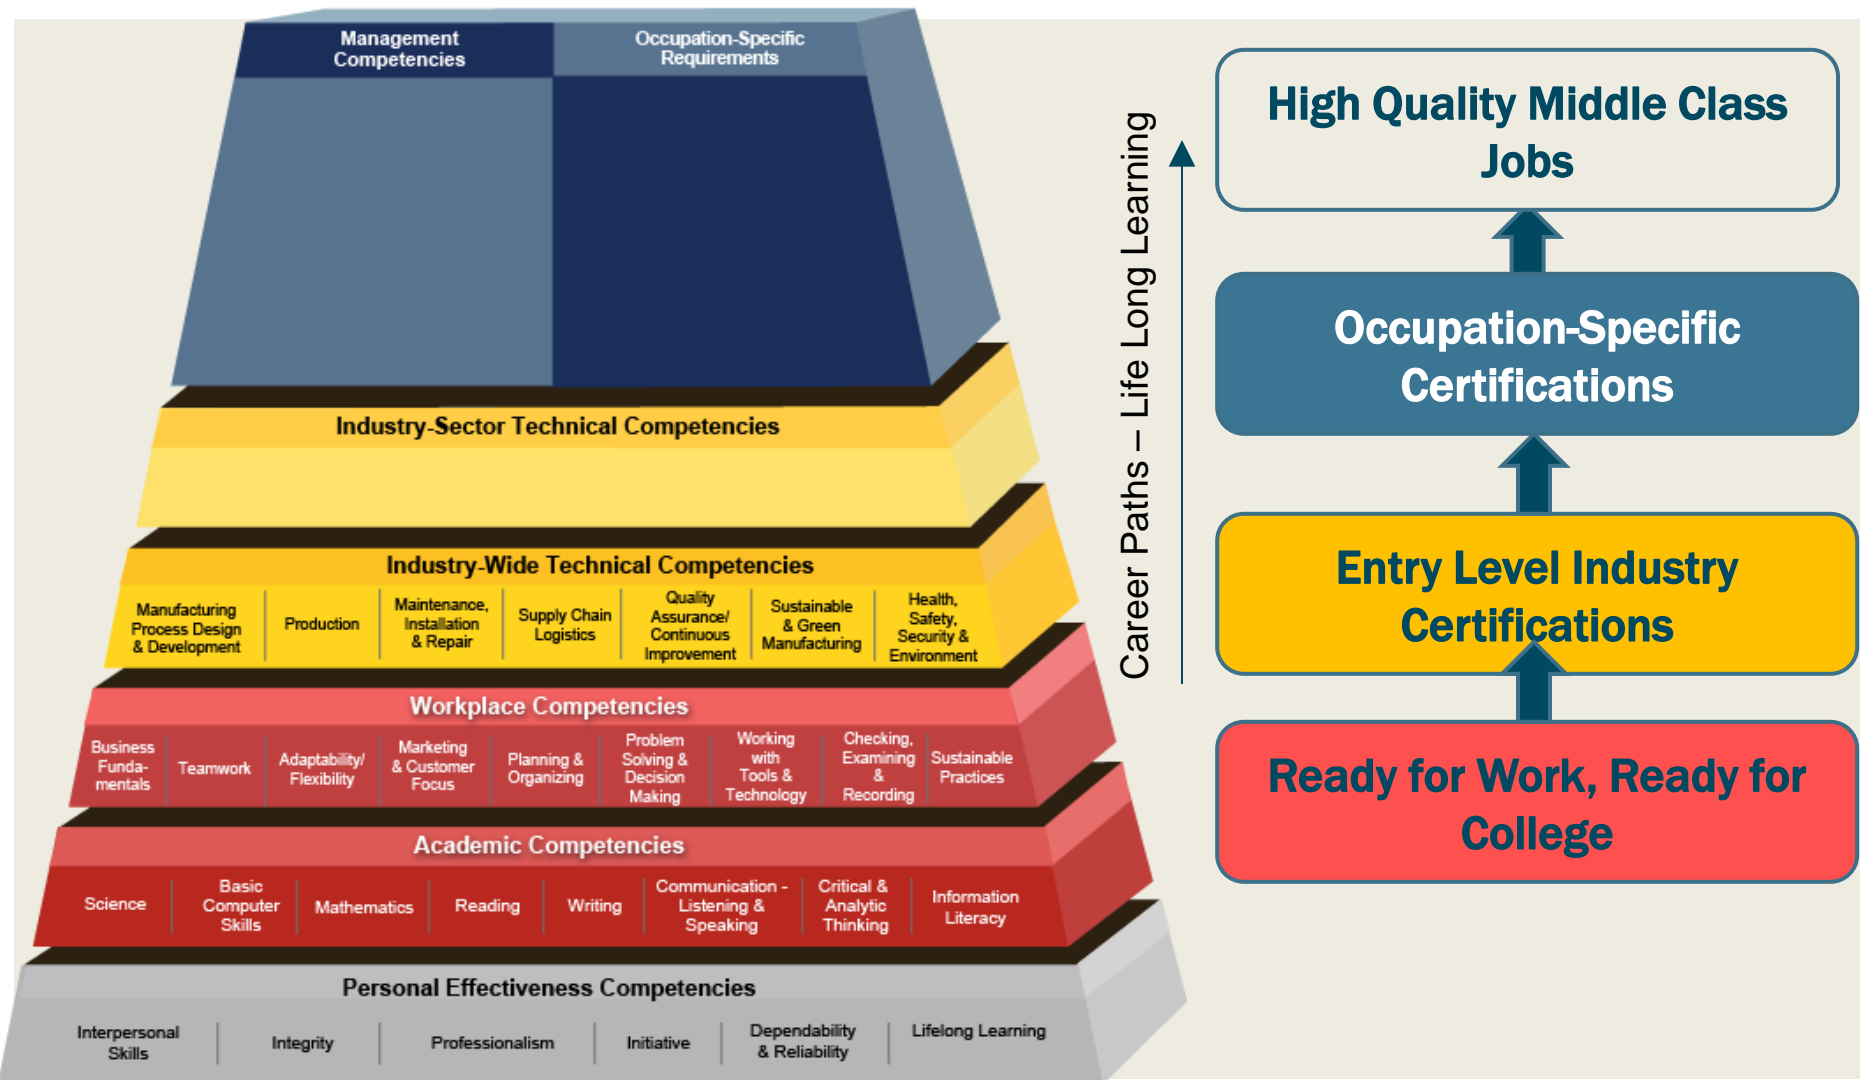 Management
Competencies
Occupation-Specific
Requirements
Industry-Sector Technical Competencies
Industry-Wide Technical Competencies
Manufacturing
Process Design
& Development
Production
Maintenance,
Installation
& Repair
Supply Chain
Logistics
Quality
Assurance/
Continuous
Improvement
Sustainable
& Green
Manufacturing
Health,
Safety,
Security &
Environment
Workplace Competencies
Business
Funda-
mentals
Teamwork
Adaptability/
Flexibility
Marketing
& Customer
Focus
Planning &
Organizing
Problem
Solving &
Decision
Making
Working
with
Tools &
Technology
Checking,
Examining
&
Recording
Sustainable
Practices
Academic Competencies
Science
Basic
Computer
Skills
Mathematics
Reading
Writing
Communication -
Listening &
Speaking
Critical &
Analytic
Thinking
Information
Literacy
Personal Effectiveness Competencies
Interpersonal
Skills
Integrity
Professionalism
Initiative
Dependability
& Reliability
Lifelong Learning
Career Paths – Life Long Learning
High Quality Middle Class
Jobs
Occupation-Specific
Certifications
Entry Level Industry
Certifications
Ready for Work, Ready for
College